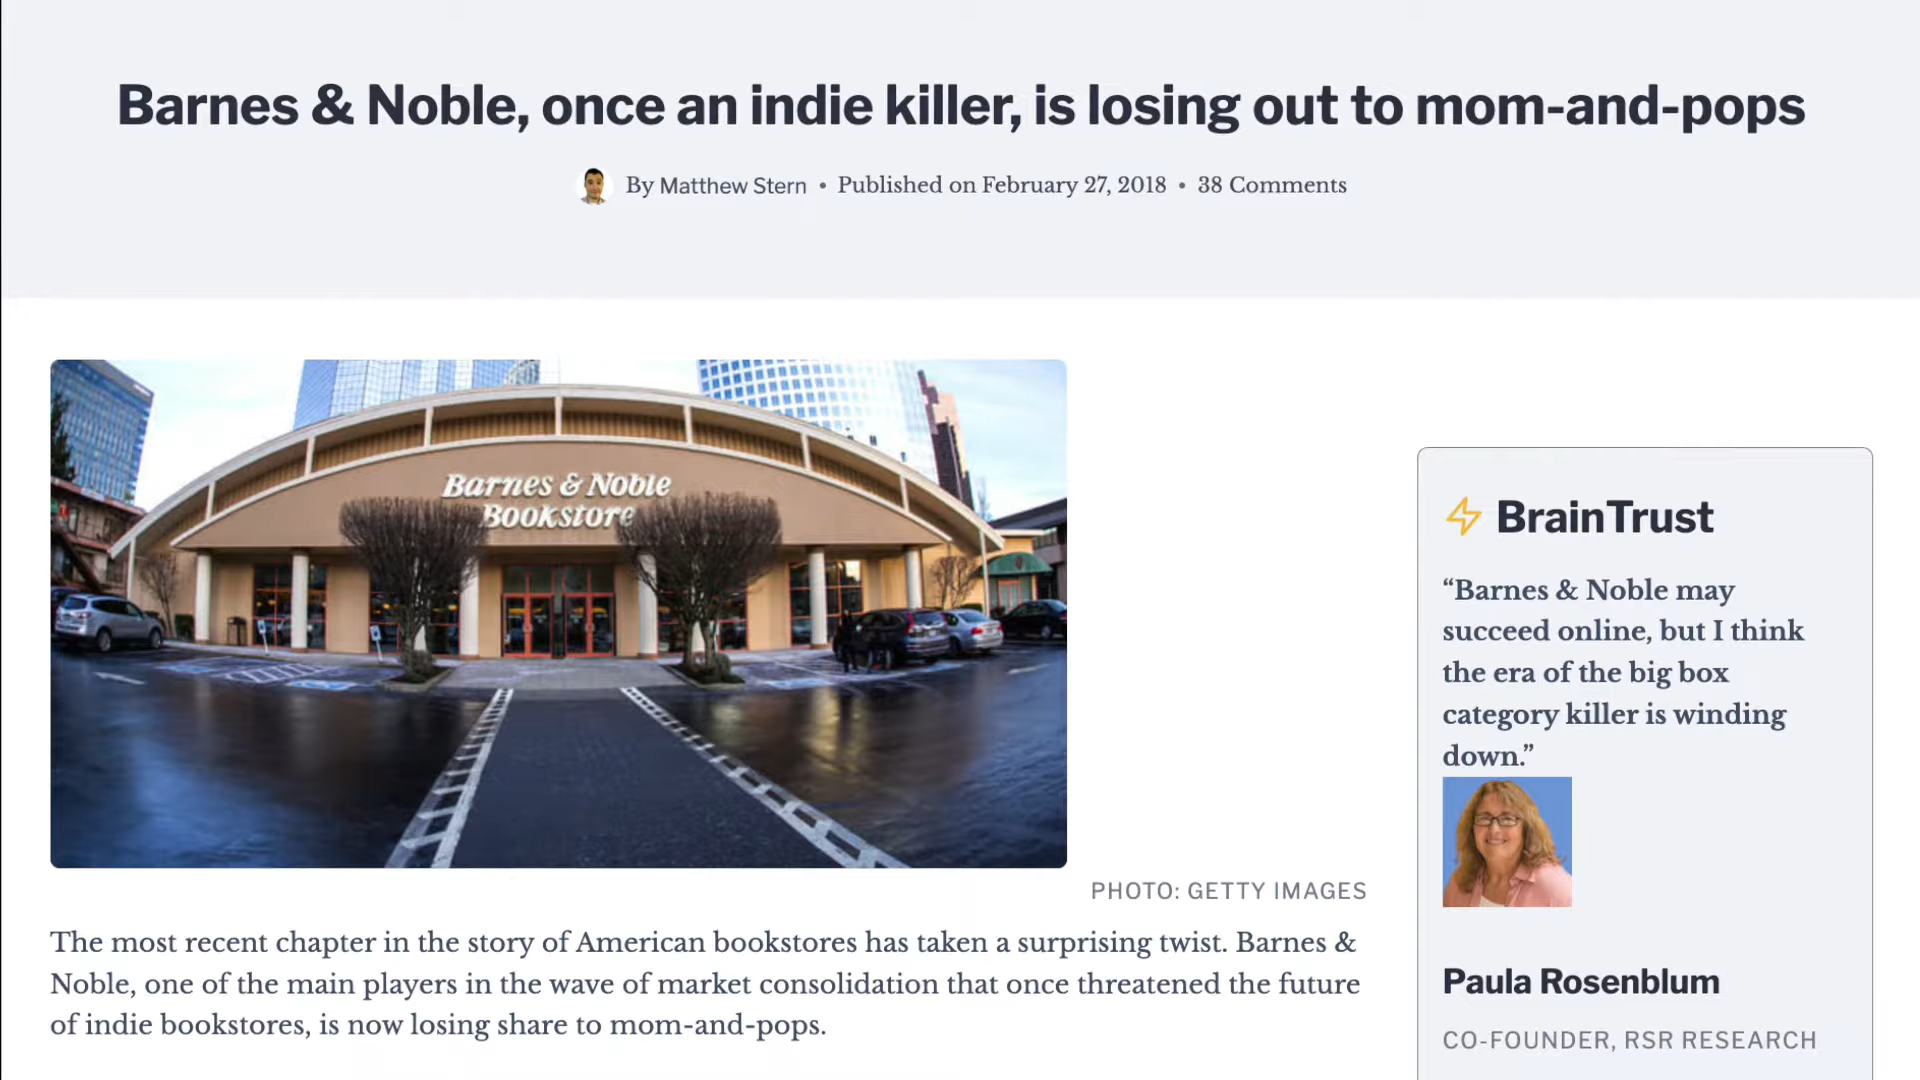 Barnes & Noble, once an indie killer, is losing out to mom-and-pops
By Matthew Stern • Published on February 27, 2018 • 38 Comments
Barnes & Noble
Bookstore
PHOTO: GETTY IMAGES
The most recent chapter in the story of American bookstores has taken a surprising twist. Barnes &
Noble, one of the main players in the wave of market consolidation that once threatened the future
of indie bookstores, is now losing share to mom-and-pops.
BrainTrust
“Barnes & Noble may
succeed online, but I think
the era of the big box
category killer is winding
down.”
Paula Rosenblum
CO-FOUNDER, RSR RESEARCH